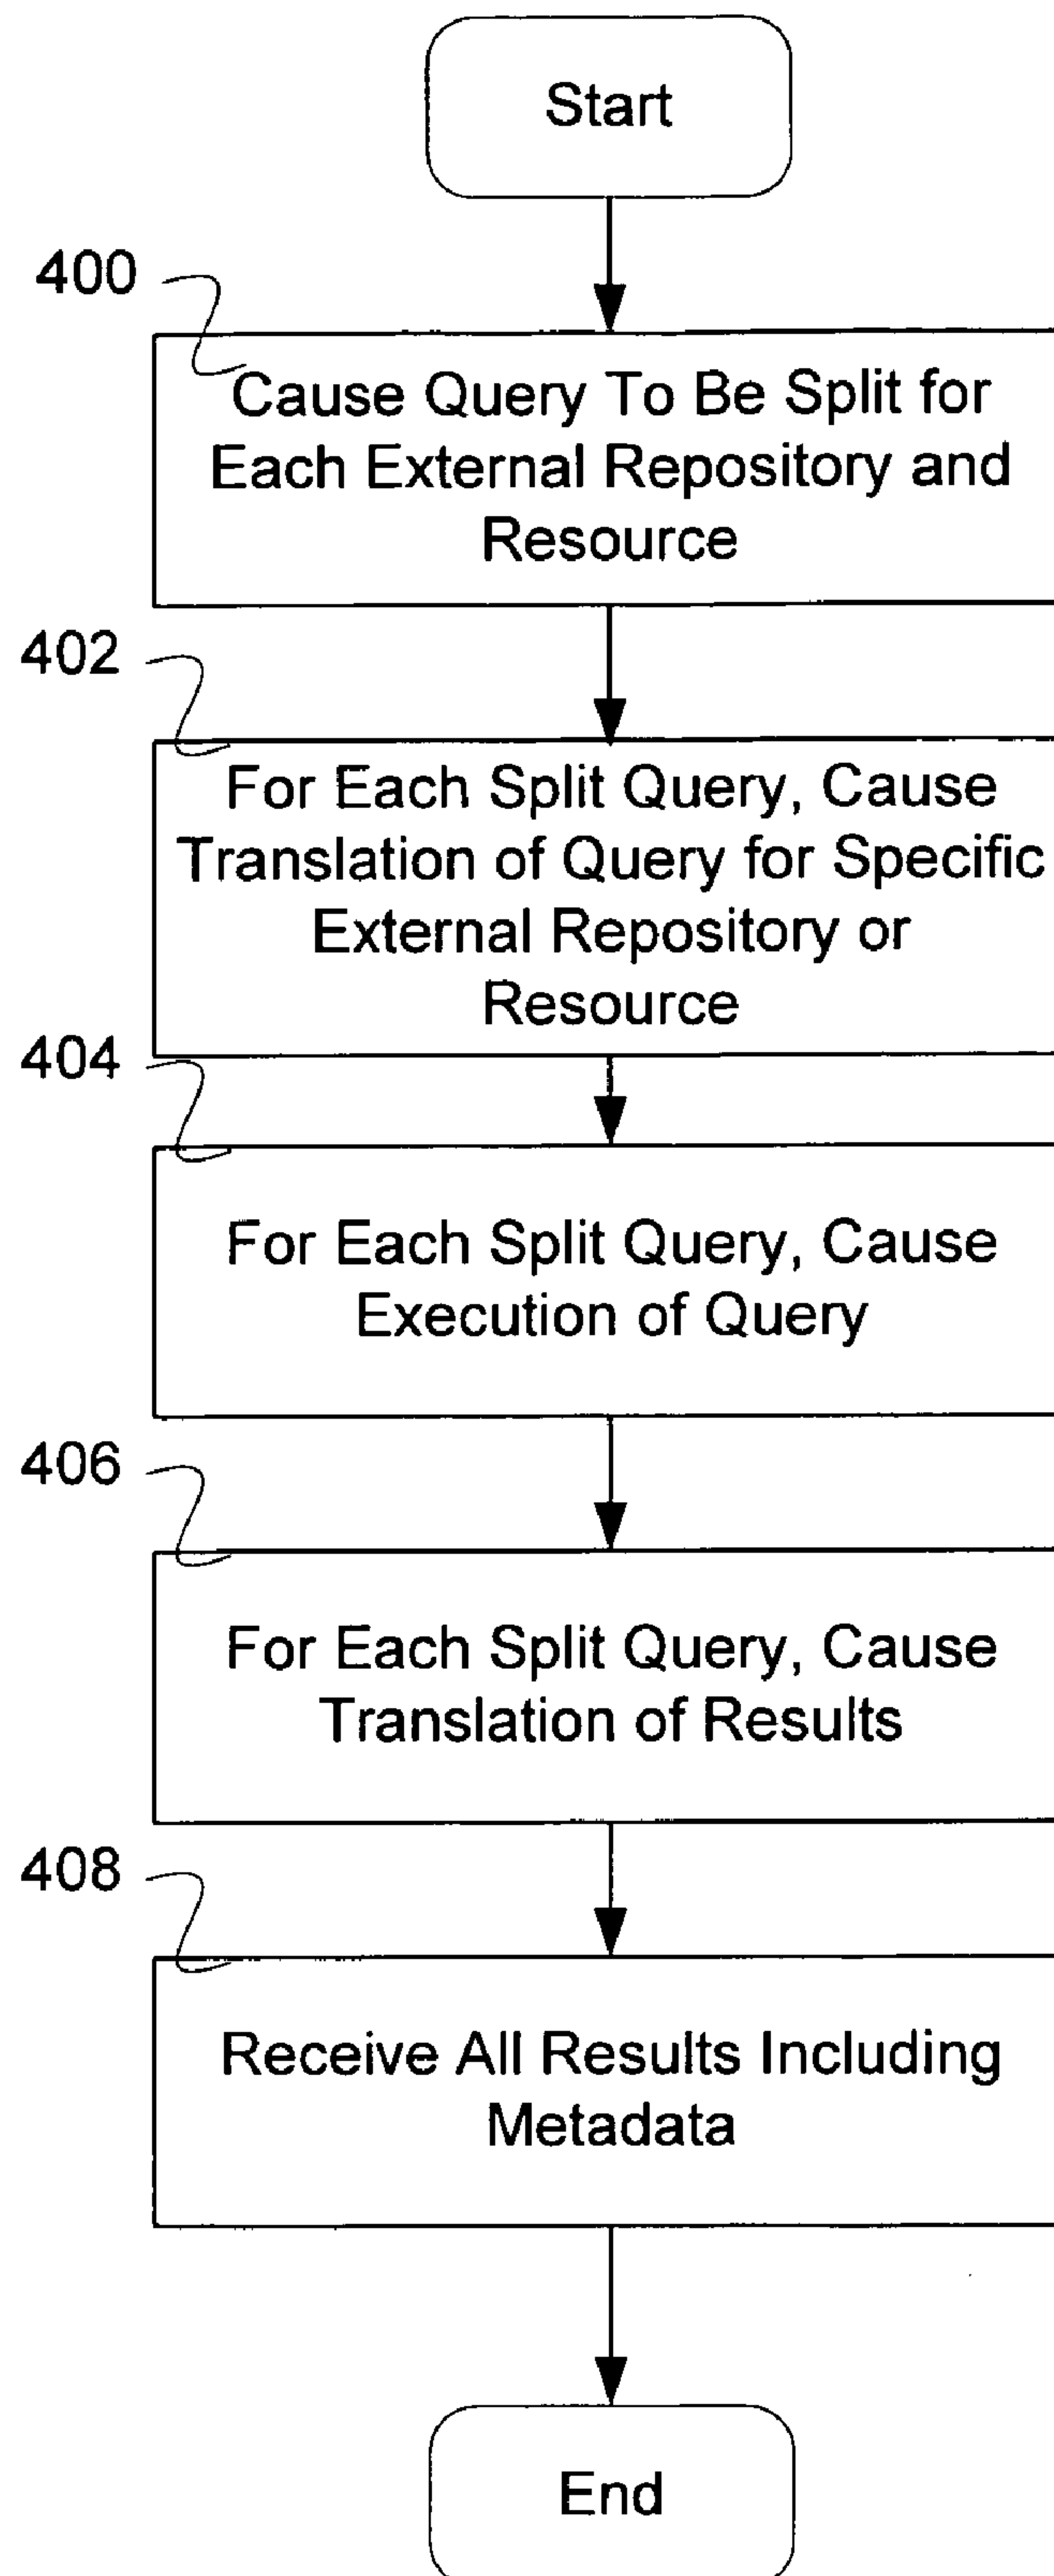 Start
400
Cause Query To Be Split for
Each External Repository and
Resource
402
For Each Split Query, Cause
Translation of Query for Specific
External Repository or
Resource
404
For Each Split Query, Cause
Execution of Query
406
For Each Split Query, Cause
Translation of Results
408
Receive All Results Including
Metadata
End